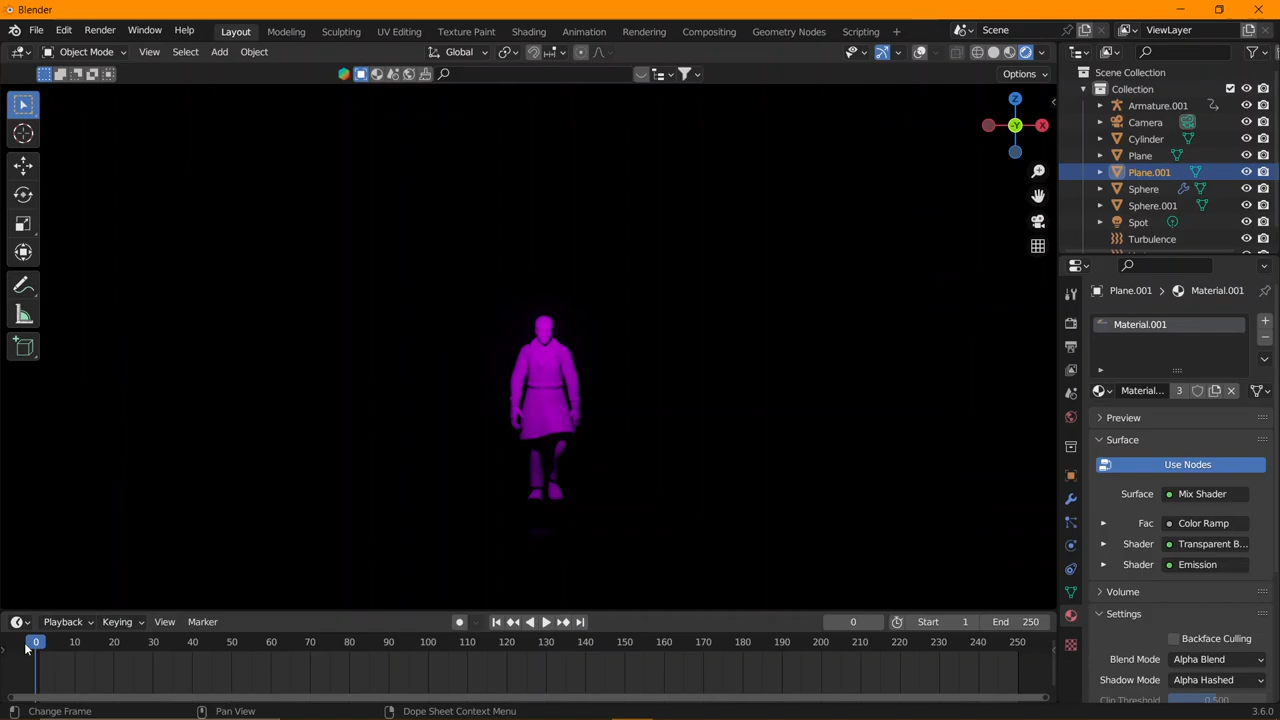 Blender
File Edit Render Window Help Layout Modeling Sculpting UV Editing Texture Paint Shading Animation Rendering Compositing Geometry Nodes Scripting + Scene ViewLayer
Object Mode View Select Add Object Global
Options
Z
-Y X
Scene Collection
Collection
Armature.001
Camera
Cylinder
Plane
Plane.001
Sphere
Sphere.001
Spot
Turbulence
Plane.001 > Material.001
Material.001
Material... 3
Preview
Surface
Use Nodes
Surface Mix Shader
Fac Color Ramp
Shader Transparent B...
Shader Emission
Volume
Settings
Backface Culling
Blend Mode Alpha Blend
Shadow Mode Alpha Hashed
Clip Threshold 0.500
Playback Keying View Marker 0 Start 1 End 250
0 10 20 30 40 50 60 70 80 90 100 110 120 130 140 150 160 170 180 190 200 210 220 230 240 250
Change Frame Pan View Dope Sheet Context Menu 3.6.0